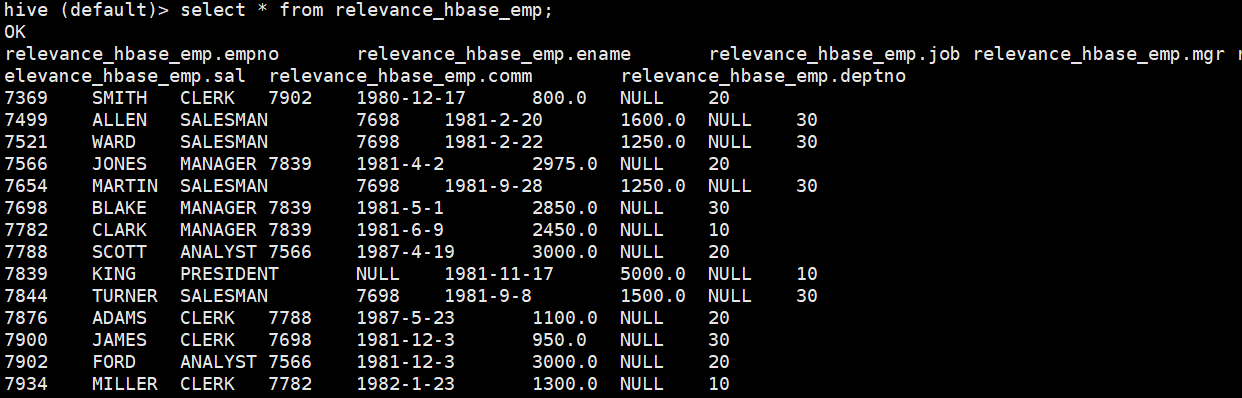 hive (default)> select * from relevance_hbase_emp;
OK
relevance_hbase_emp.empno	relevance_hbase_emp.ename	relevance_hbase_emp.job	relevance_hbase_emp.mgr	r
elevance_hbase_emp.sal	relevance_hbase_emp.comm	relevance_hbase_emp.deptno
7369	SMITH	CLERK	7902	1980-12-17	800.0	NULL	20
7499	ALLEN	SALESMAN	7698	1981-2-20	1600.0	NULL	30
7521	WARD	SALESMAN	7698	1981-2-22	1250.0	NULL	30
7566	JONES	MANAGER	7839	1981-4-2	2975.0	NULL	20
7654	MARTIN	SALESMAN	7698	1981-9-28	1250.0	NULL	30
7698	BLAKE	MANAGER	7839	1981-5-1	2850.0	NULL	30
7782	CLARK	MANAGER	7839	1981-6-9	2450.0	NULL	10
7788	SCOTT	ANALYST	7566	1987-4-19	3000.0	NULL	20
7839	KING	PRESIDENT	NULL	1981-11-17	5000.0	NULL	10
7844	TURNER	SALESMAN	7698	1981-9-8	1500.0	NULL	30
7876	ADAMS	CLERK	7788	1987-5-23	1100.0	NULL	20
7900	JAMES	CLERK	7698	1981-12-3	950.0	NULL	30
7902	FORD	ANALYST	7566	1981-12-3	3000.0	NULL	20
7934	MILLER	CLERK	7782	1982-1-23	1300.0	NULL	10